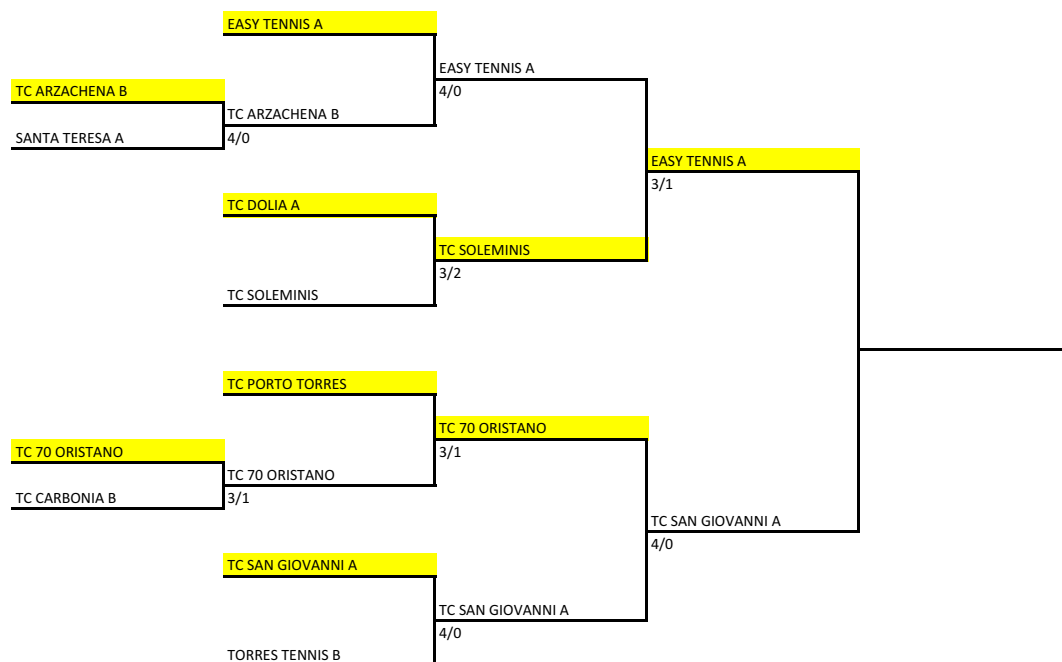 EASY TENNIS A
EASY TENNIS A
TC ARZACHENA B
4/0
TC ARZACHENA B
SANTA TERESA A
4/0
EASY TENNIS A
3/1
TC DOLIA A
TC SOLEMINIS
3/2
TC SOLEMINIS
TC PORTO TORRES
TC 70 ORISTANO
TC 70 ORISTANO
3/1
TC 70 ORISTANO
TC CARBONIA B
3/1
TC SAN GIOVANNI A
4/0
TC SAN GIOVANNI A
TC SAN GIOVANNI A
4/0
TORRES TENNIS B